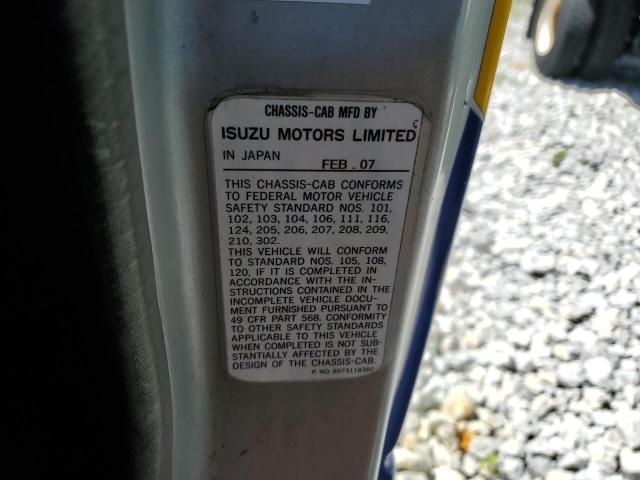 CHASSIS-CAB MFD BY
ISUZU MOTORS LIMITED
IN JAPAN FEB . 07
THIS CHASSIS-CAB CONFORMS
TO FEDERAL MOTOR VEHICLE
SAFETY STANDARD NOS. 101,
102, 103, 104, 106, 111, 116,
124, 205, 206, 207, 208, 209,
210, 302.
THIS VEHICLE WILL CONFORM
TO STANDARD NOS. 105, 108,
120, IF IT IS COMPLETED IN
ACCORDANCE WITH THE IN-
STRUCTIONS CONTAINED IN THE
INCOMPLETE VEHICLE DOCU-
MENT FURNISHED PURSUANT TO
49 CFR PART 568. CONFORMITY
TO OTHER SAFETY STANDARDS
APPLICABLE TO THIS VEHICLE
WHEN COMPLETED IS NOT SUB-
STANTIALLY AFFECTED BY THE
DESIGN OF THE CHASSIS-CAB.
P. NO. 8973118360